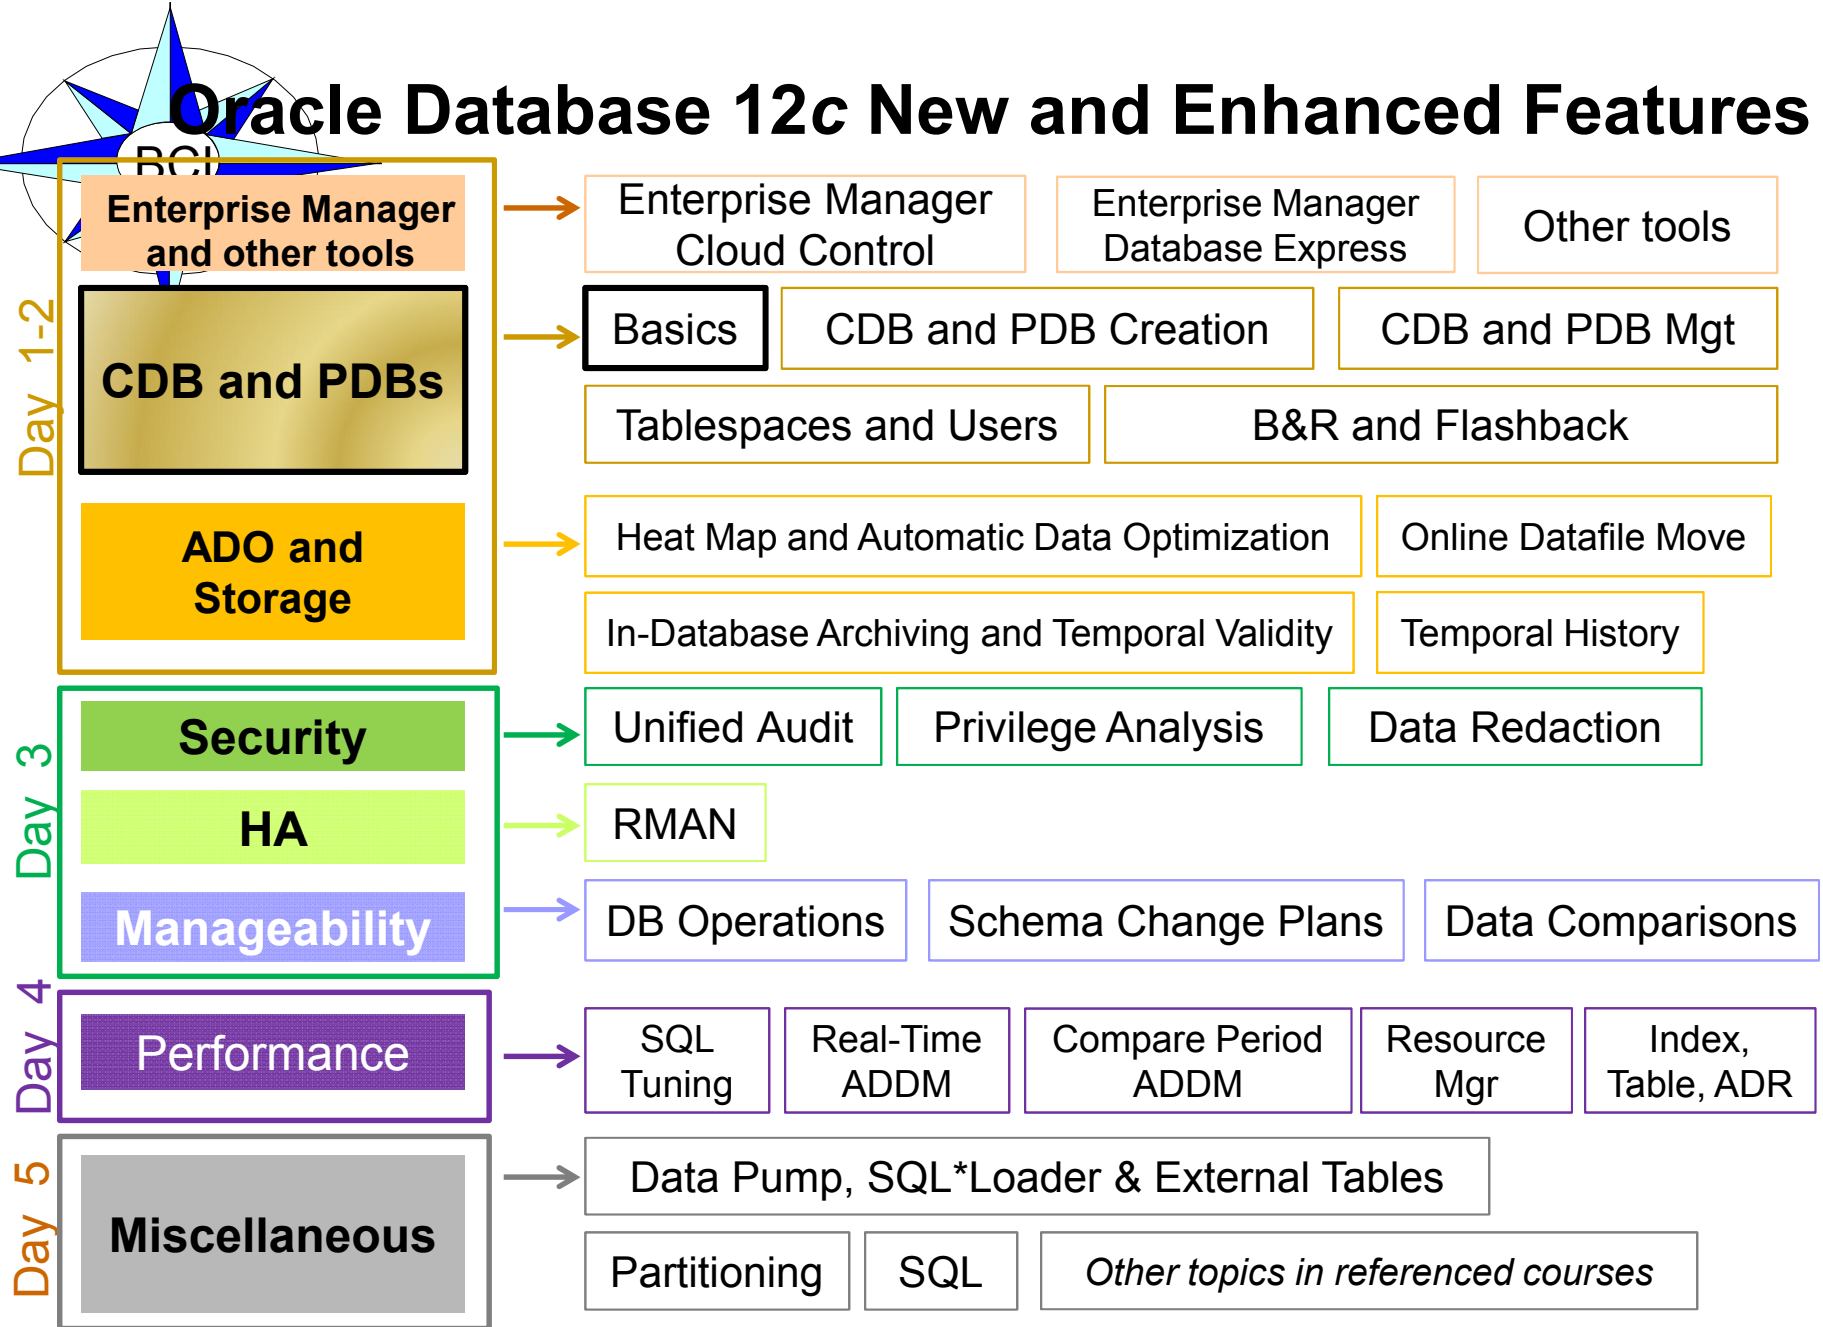 Oracle Database 12c New and Enhanced Features
BCI
Day 1-2
Enterprise Manager
and other tools
Enterprise Manager
Cloud Control
Enterprise Manager
Database Express
Other tools
CDB and PDBs
Basics
CDB and PDB Creation
CDB and PDB Mgt
Tablespaces and Users
B&R and Flashback
ADO and
Storage
Heat Map and Automatic Data Optimization
Online Datafile Move
In-Database Archiving and Temporal Validity
Temporal History
Day 3
Security
Unified Audit
Privilege Analysis
Data Redaction
HA
RMAN
Manageability
DB Operations
Schema Change Plans
Data Comparisons
Day 4
Performance
SQL
Tuning
Real-Time
ADDM
Compare Period
ADDM
Resource
Mgr
Index,
Table, ADR
Day 5
Miscellaneous
Data Pump, SQL*Loader & External Tables
Partitioning
SQL
Other topics in referenced courses